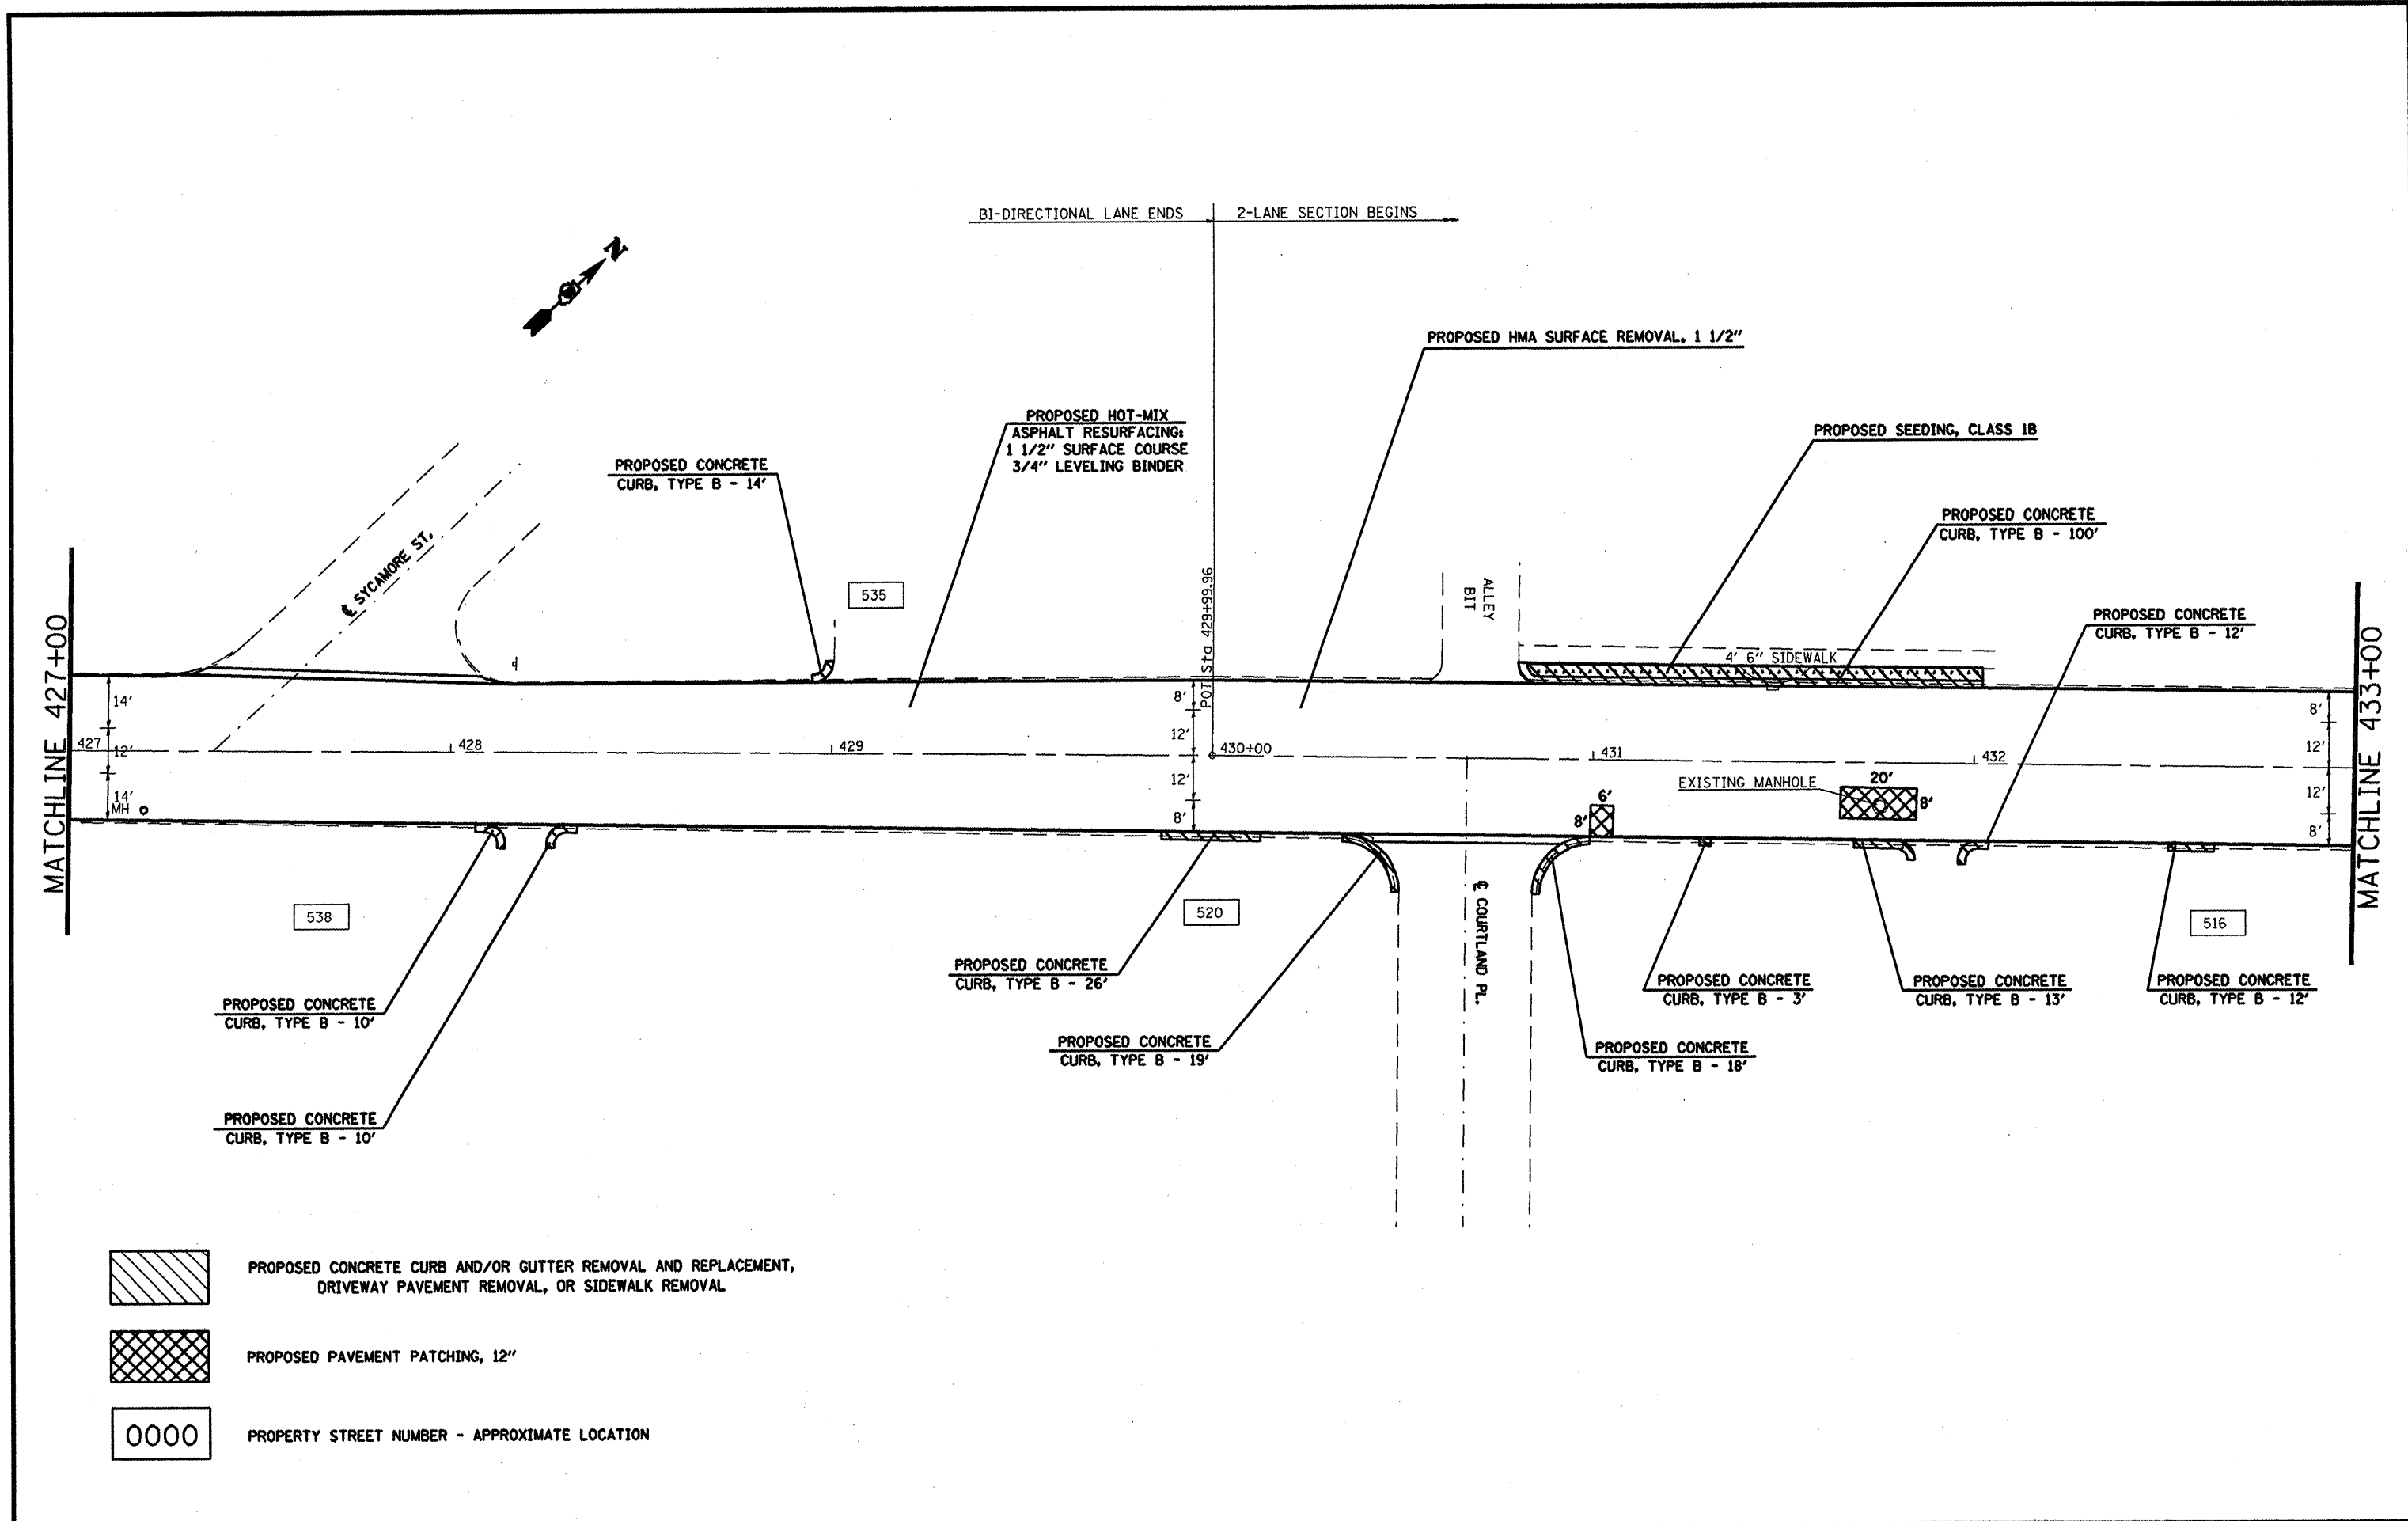 BI-DIRECTIONAL LANE ENDS
2-LANE SECTION BEGINS
N
PROPOSED HMA SURFACE REMOVAL, 1 1/2"
PROPOSED HOT-MIX
ASPHALT RESURFACING:
1 1/2" SURFACE COURSE
3/4" LEVELING BINDER
PROPOSED SEEDING, CLASS 1B
PROPOSED CONCRETE
CURB, TYPE B - 14'
PROPOSED CONCRETE
CURB, TYPE B - 100'
℄ SYCAMORE ST.
535
POT Sta 429+99.96
ALLEY
BIT
PROPOSED CONCRETE
CURB, TYPE B - 12'
4' 6" SIDEWALK
MATCHLINE 427+00
MATCHLINE 433+00
14'
12'
14'
MH
427
428
429
8'
12'
12'
8'
430+00
431
432
8'
12'
12'
8'
EXISTING MANHOLE
20'
8'
6'
8'
538
520
516
℄ COURTLAND PL.
PROPOSED CONCRETE
CURB, TYPE B - 26'
PROPOSED CONCRETE
CURB, TYPE B - 3'
PROPOSED CONCRETE
CURB, TYPE B - 13'
PROPOSED CONCRETE
CURB, TYPE B - 12'
PROPOSED CONCRETE
CURB, TYPE B - 10'
PROPOSED CONCRETE
CURB, TYPE B - 19'
PROPOSED CONCRETE
CURB, TYPE B - 18'
PROPOSED CONCRETE
CURB, TYPE B - 10'
PROPOSED CONCRETE CURB AND/OR GUTTER REMOVAL AND REPLACEMENT,
DRIVEWAY PAVEMENT REMOVAL, OR SIDEWALK REMOVAL
PROPOSED PAVEMENT PATCHING, 12"
0000
PROPERTY STREET NUMBER - APPROXIMATE LOCATION